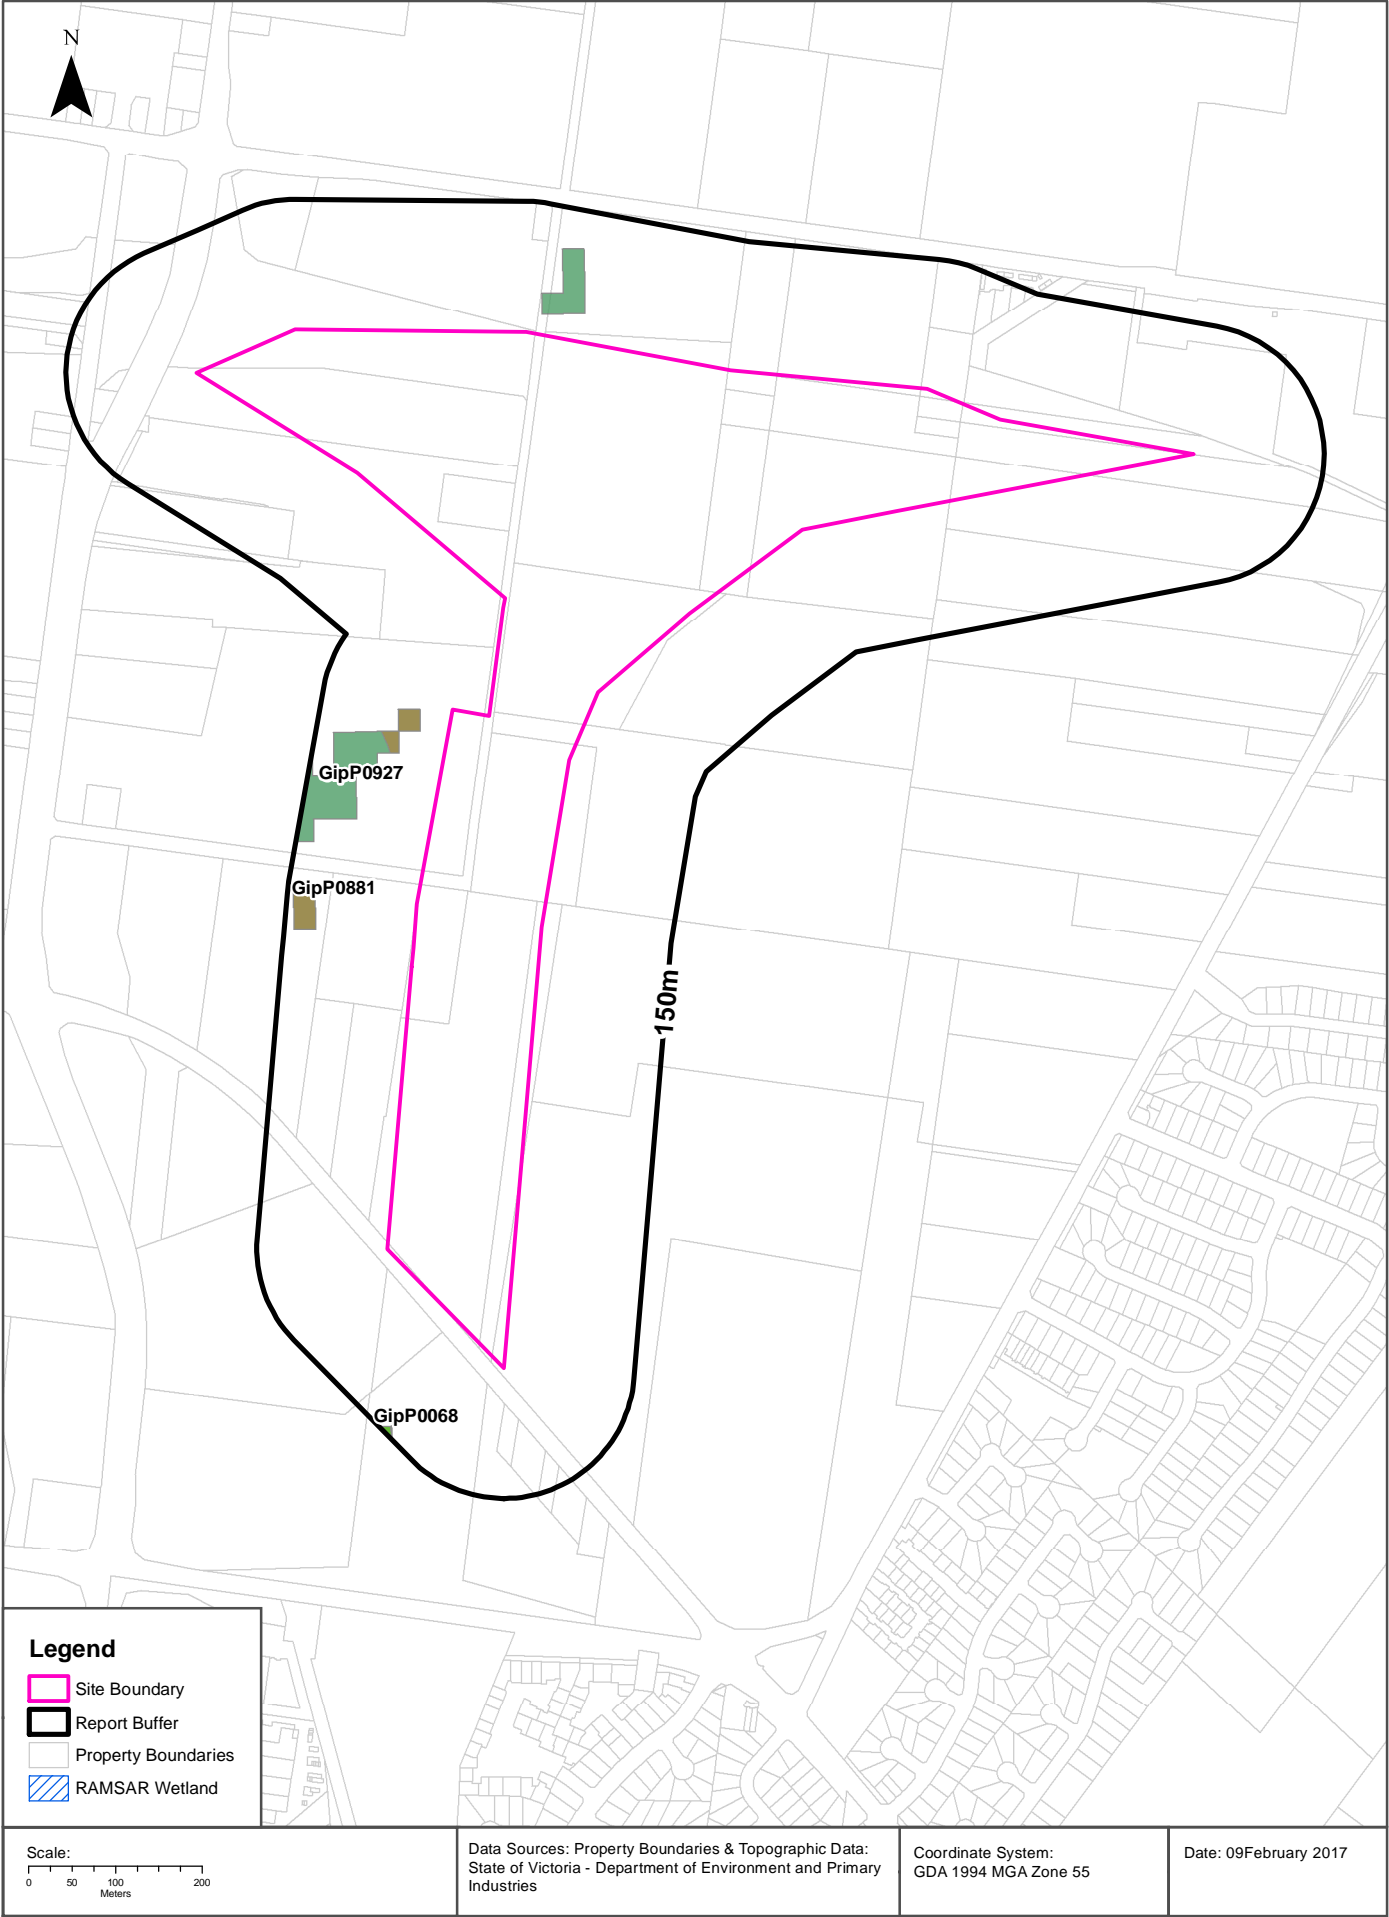 N
GipP0927
GipP0881
150m
GipP0068
Legend
Site Boundary
Report Buffer
Property Boundaries
RAMSAR Wetland
Scale:
0 50 100 200
Meters
Data Sources: Property Boundaries & Topographic Data:
State of Victoria - Department of Environment and Primary
Industries
Coordinate System:
GDA 1994 MGA Zone 55
Date: 09February 2017